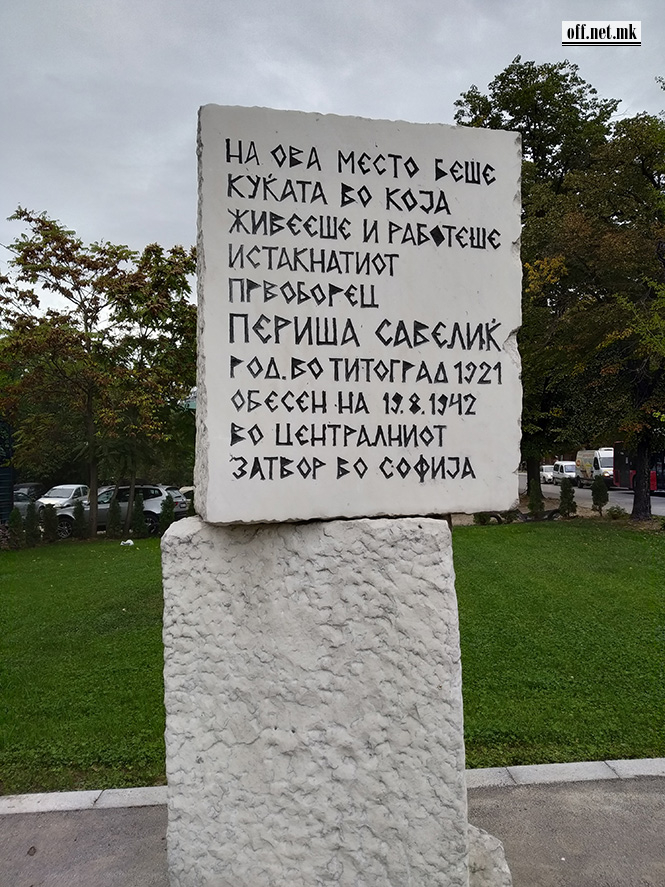 off.net.mk
НА ОВА МЕСТО БЕШЕ
КУЌАТА ВО КОЈА
ЖИВЕЕШЕ И РАБОТЕШЕ
ИСТАКНАТИОТ
ПРВОБОРЕЦ
ПЕРИША САВЕЛИЌ
РОД. ВО ТИТОГРАД 1921
ОБЕСЕН НА 19.8.1942
ВО ЦЕНТРАЛНИОТ
ЗАТВОР ВО СОФИЈА